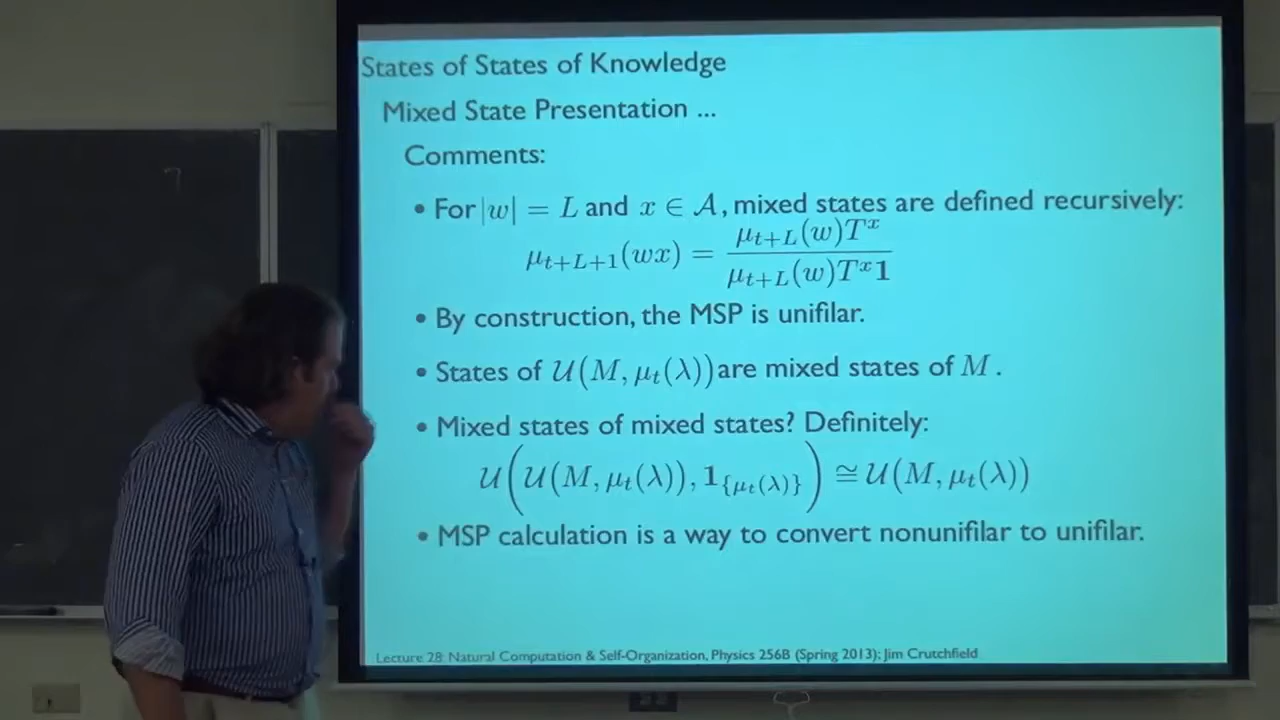 States of States of Knowledge
Mixed State Presentation ...
Comments:
• For |w| = L and x ∈ 𝒜, mixed states are defined recursively:
μ_{t+L+1}(wx) = \frac{μ_{t+L}(w)T^x}{μ_{t+L}(w)T^x 𝟏}
• By construction, the MSP is unifilar.
• States of 𝒰(M, μ_t(λ)) are mixed states of M.
• Mixed states of mixed states? Definitely:
𝒰(𝒰(M, μ_t(λ)), 𝟏_{{μ_t(λ)}}) ≅ 𝒰(M, μ_t(λ))
• MSP calculation is a way to convert nonunifilar to unifilar.
Lecture 28: Natural Computation & Self-Organization, Physics 256B (Spring 2013); Jim Crutchfield